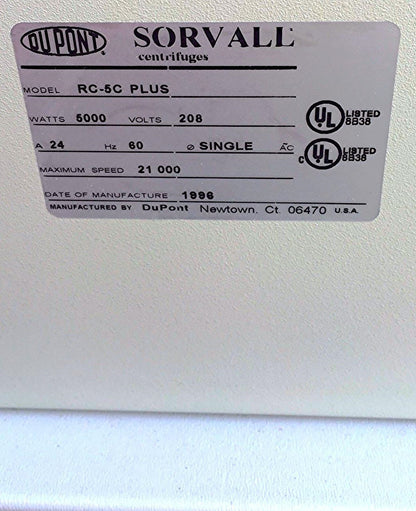 DU PONT SORVALL
centrifuges
MODEL RC-5C PLUS
WATTS 5000 VOLTS 208
A 24 Hz 60 ø SINGLE AC
MAXIMUM SPEED 21 000
DATE OF MANUFACTURE 1996
MANUFACTURED BY DuPont Newtown, Ct. 06470 U.S.A.
UL LISTED
8B38
c UL LISTED
8B38